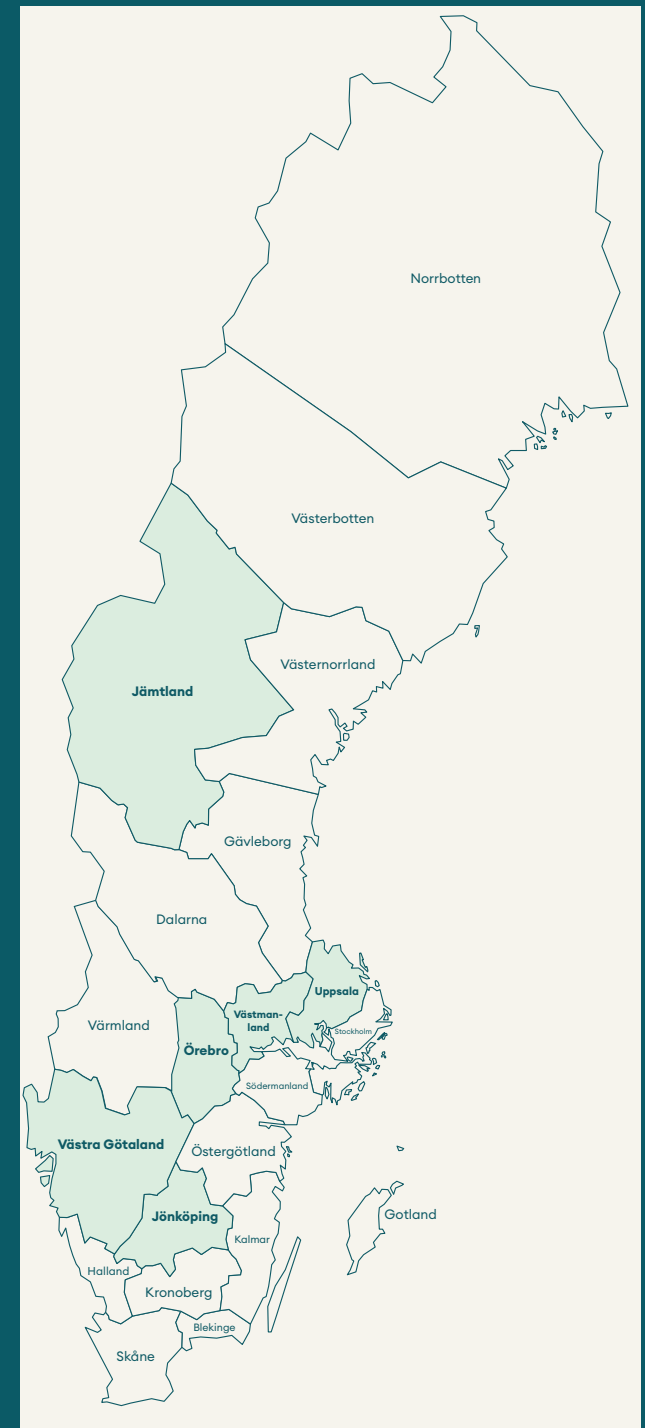 Norrbotten
Västerbotten
Västernorrland
Jämtland
Gävleborg
Dalarna
Uppsala
Västman-
land
Stockholm
Värmland
Örebro
Södermanland
Västra Götaland
Östergötland
Jönköping
Gotland
Kalmar
Halland
Kronoberg
Blekinge
Skåne